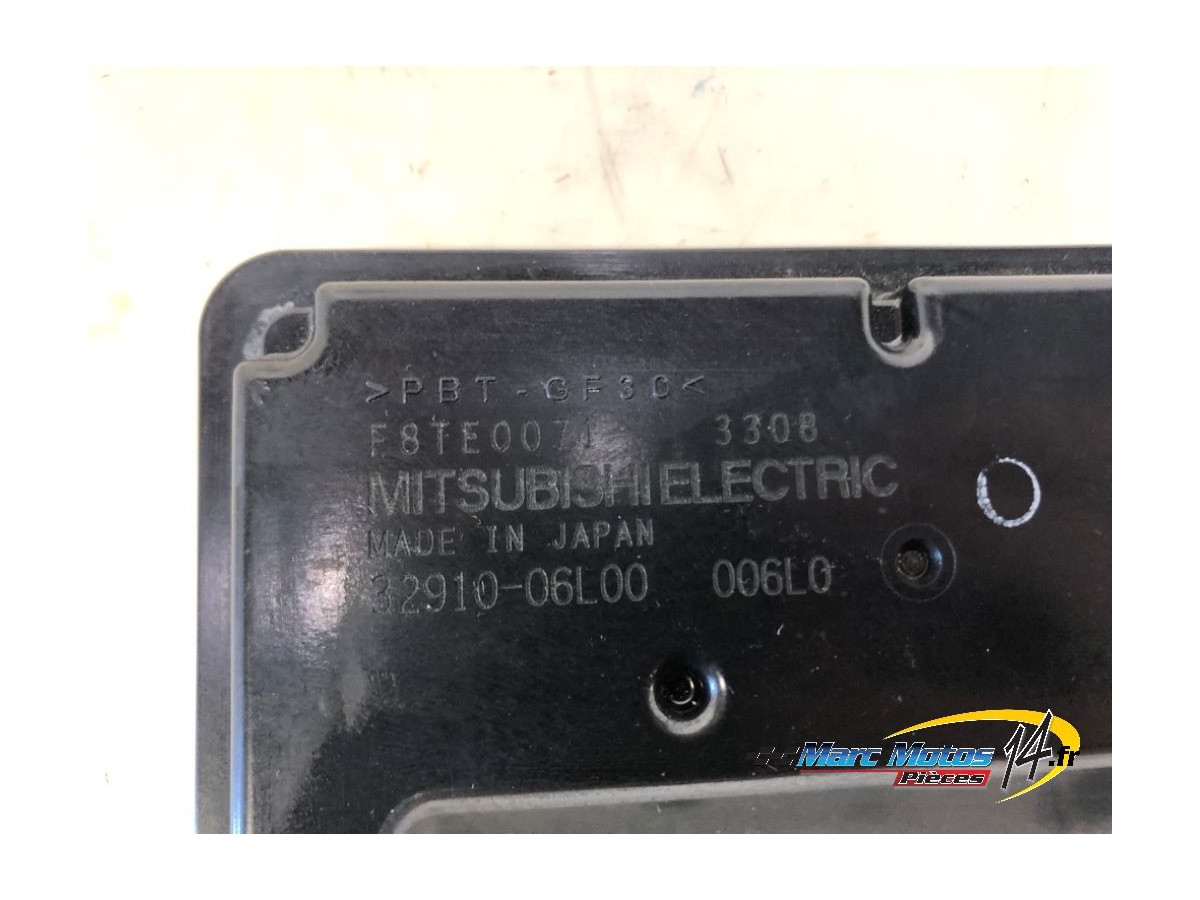 >PBT-GF30<
F8TE0071 3308
MITSUBISHI ELECTRIC
MADE IN JAPAN
32910-06L00 006L0
Marc Motos 14.fr
Pièces